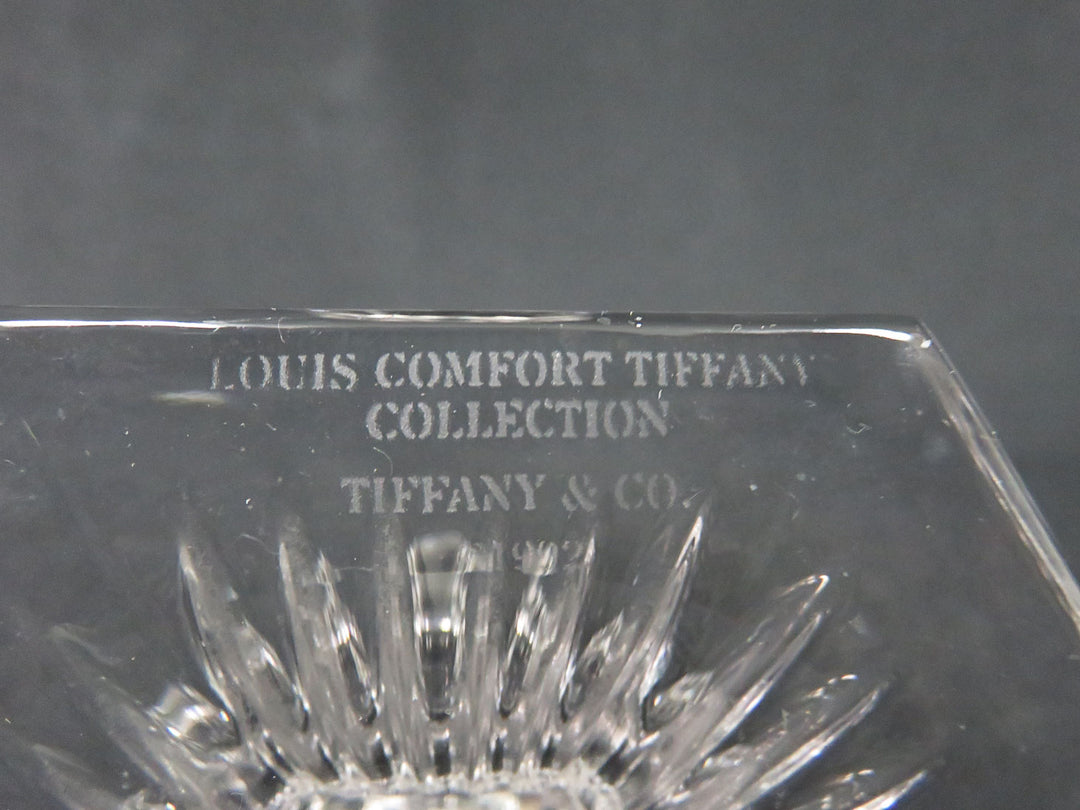 LOUIS COMFORT TIFFANY
COLLECTION
TIFFANY & CO.